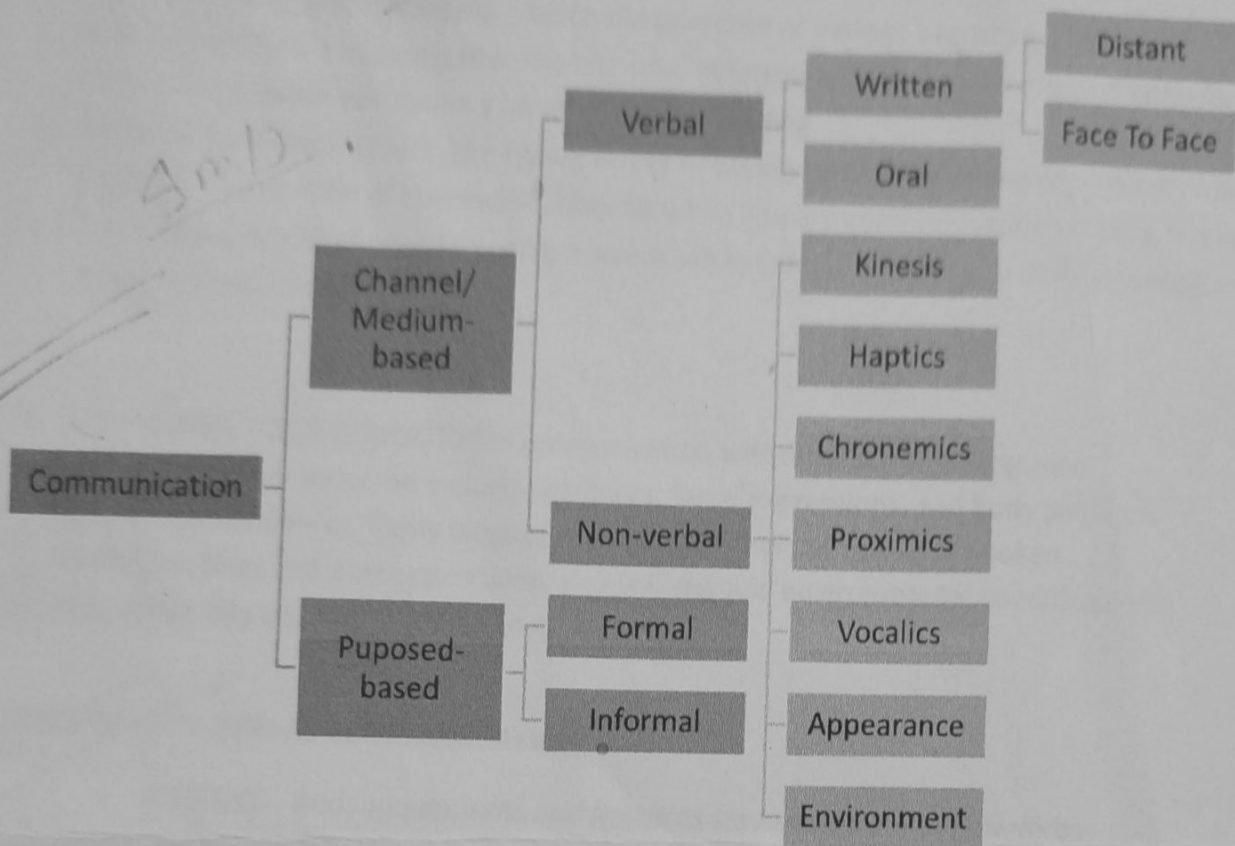 Distant
Written
Verbal
Face To Face
Oral
Kinesis
Channel/
Medium-
based
Haptics
Chronemics
Communication
Non-verbal
Proximics
Formal
Vocalics
Puposed-
based
Informal
Appearance
Environment